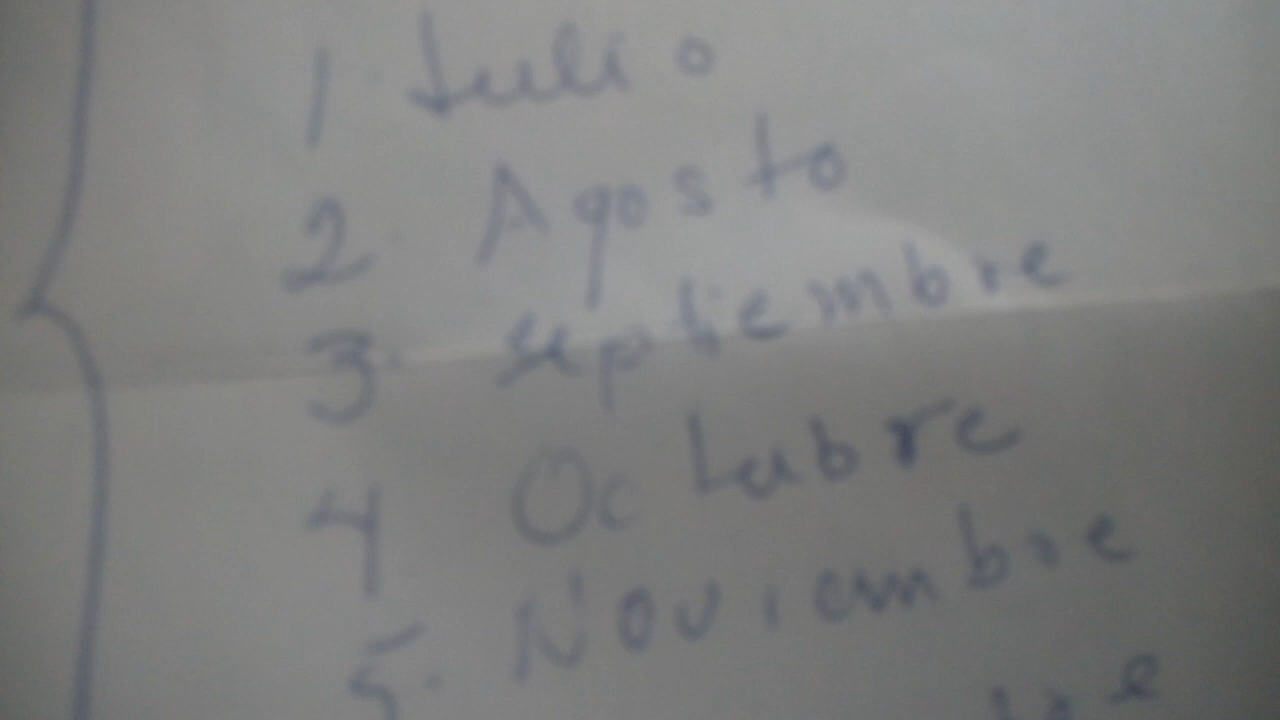 1. Julio
2. Agosto
3. septiembre
4 Octubre
5. Noviembre